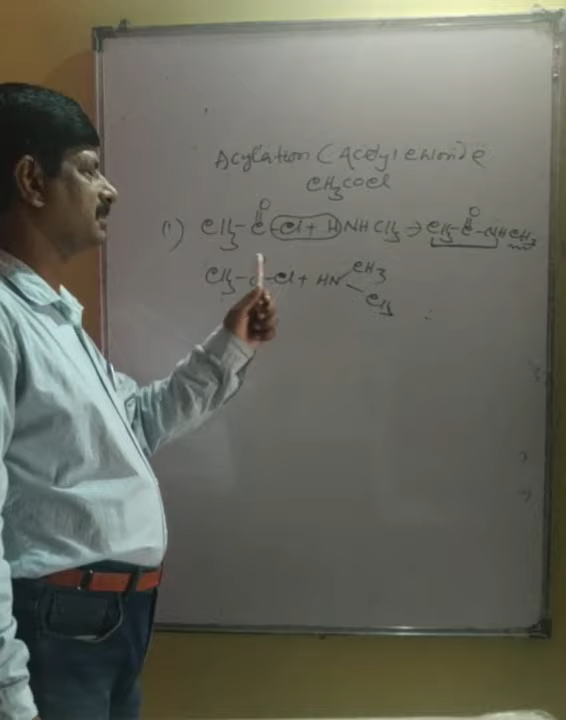 Acylation (Acetyl chloride
CH3COCl
(1) CH3-C-Cl + HNHCH3 → CH3-C-NHCH3
O O
CH3-C-Cl + HN CH3
CH3